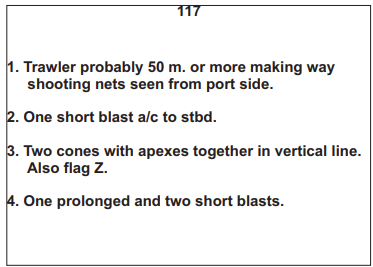 117
1. Trawler probably 50 m. or more making way
shooting nets seen from port side.
2. One short blast a/c to stbd.
3. Two cones with apexes together in vertical line.
Also flag Z.
4. One prolonged and two short blasts.